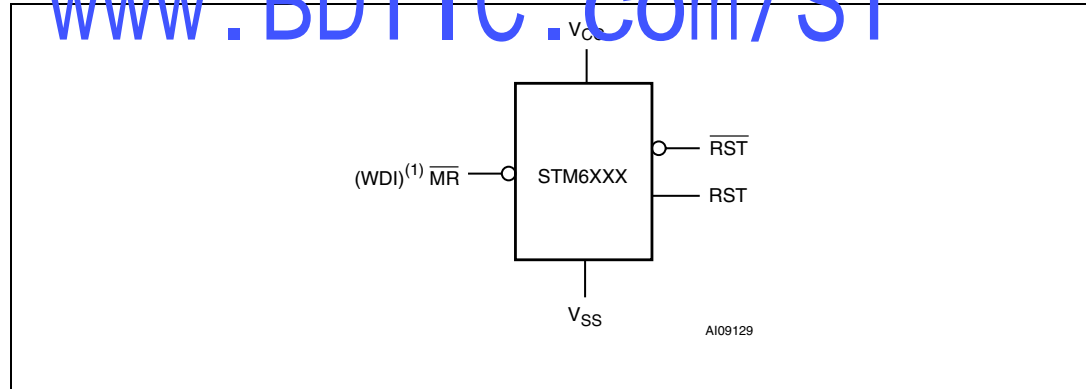 www.BDTIC.com/ST
VCC
(WDI)(1) MR
STM6XXX
RST
RST
VSS
AI09129